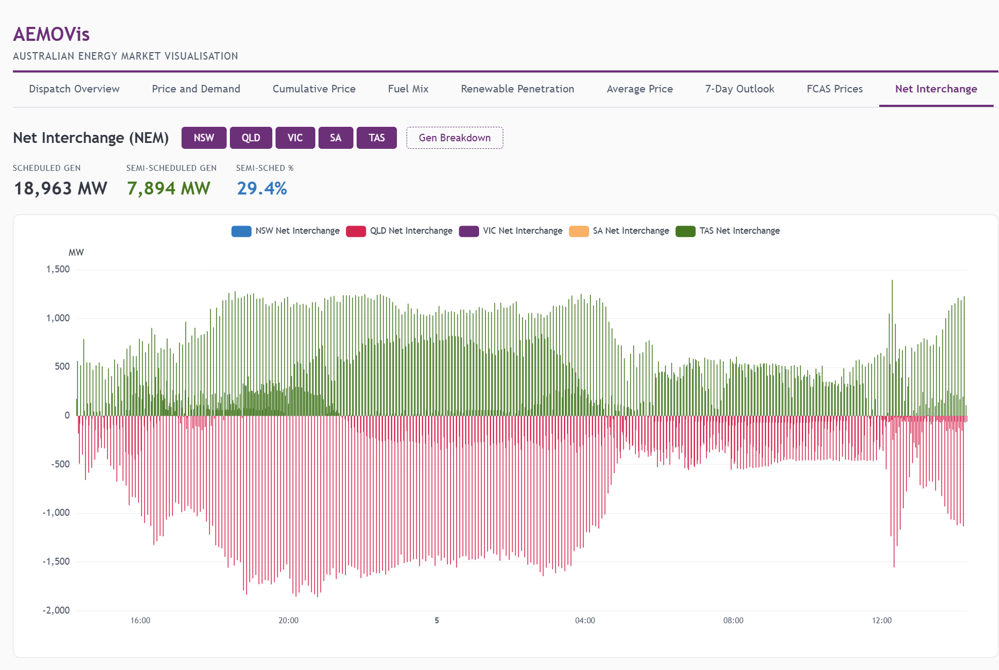 AEMOVis
AUSTRALIAN ENERGY MARKET VISUALISATION
Dispatch Overview Price and Demand Cumulative Price Fuel Mix Renewable Penetration Average Price 7-Day Outlook FCAS Prices Net Interchange
Net Interchange (NEM) NSW QLD VIC SA TAS Gen Breakdown
SCHEDULED GEN SEMI-SCHEDULED GEN SEMI-SCHED %
18,963 MW 7,894 MW 29.4%
NSW Net Interchange QLD Net Interchange VIC Net Interchange SA Net Interchange TAS Net Interchange
MW
1,500
1,000
500
0
-500
-1,000
-1,500
-2,000
16:00 20:00 5 04:00 08:00 12:00